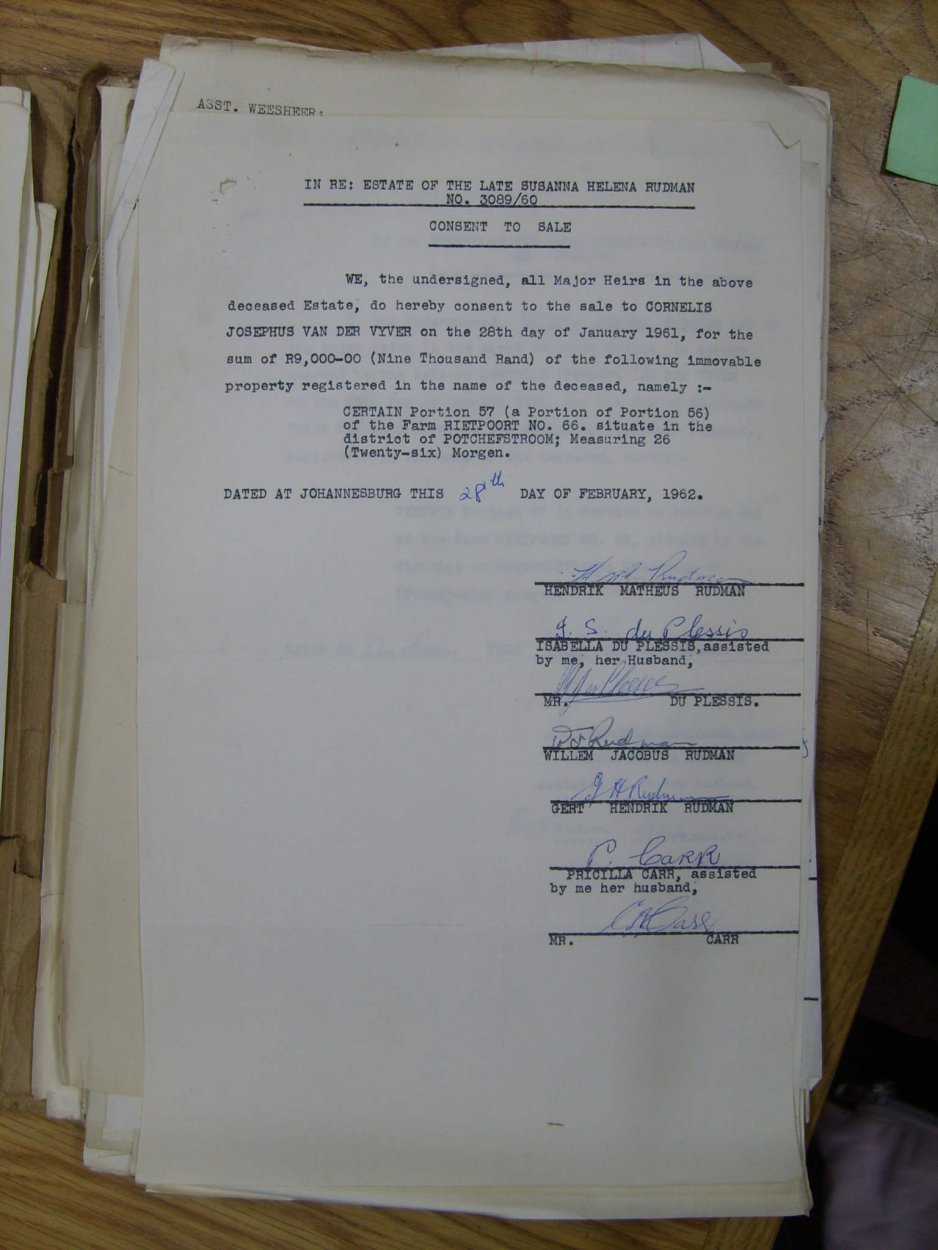 ASST. WEESHEER:
IN RE: ESTATE OF THE LATE SUSANNA HELENA RUDMAN
NO. 3089/60
CONSENT TO SALE
WE, the undersigned, all Major Heirs in the above
deceased Estate, do hereby consent to the sale to CORNELIS
JOSEPHUS VAN DER VYVER on the 28th day of January 1961, for the
sum of R9,000-00 (Nine Thousand Rand) of the following immovable
property registered in the name of the deceased, namely :-
CERTAIN Portion 57 (a Portion of Portion 56)
of the Farm RIETPOORT NO. 66. situate in the
district of POTCHEFSTROOM; Measuring 26
(Twenty-six) Morgen.
DATED AT JOHANNESBURG THIS 28th DAY OF FEBRUARY, 1962.
Rudman
HENDRIK MATHEUS RUDMAN
I. S. du Plessis
ISABELLA DU PLESSIS, assisted
by me, her Husband,
MR. DU PLESSIS.
WJ Rudman
WILLEM JACOBUS RUDMAN
G H Rudman
GERT HENDRIK RUDMAN
P. Carr
PRICILLA CARR, assisted
by me her husband,
Carr
MR. CARR